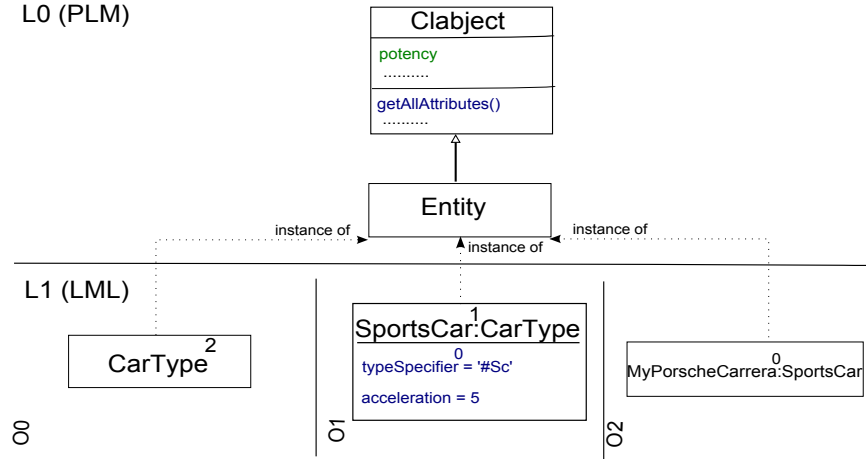 L0 (PLM)
Clabject
potency
..........
getAllAttributes()
..........
Entity
instance of
instance of
instance of
L1 (LML)
CarType 2
1
SportsCar:CarType
0
typeSpecifier = '#Sc'
acceleration = 5
0
MyPorscheCarrera:SportsCar
O0
O1
O2